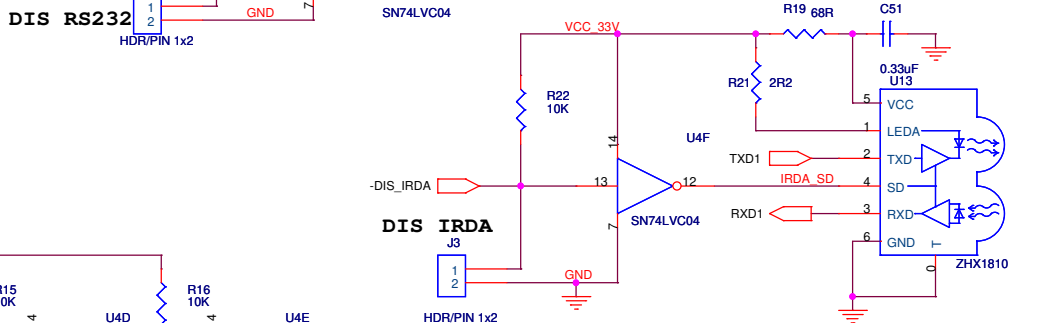 DIS RS232
1
2
GND
7
HDR/PIN 1x2
SN74LVC04
VCC_33V
R19 68R
C51
0.33uF
U13
R22
10K
R21 2R2
14
U4F
5 VCC
1 LEDA
TXD1
2 TXD
-DIS_IRDA
13
12
IRDA_SD
4 SD
SN74LVC04
RXD1
3 RXD
7
6 GND
T
0
ZHX1810
DIS IRDA
J3
1
2
GND
HDR/PIN 1x2
R15
0K
4
U4D
R16
10K
4
U4E